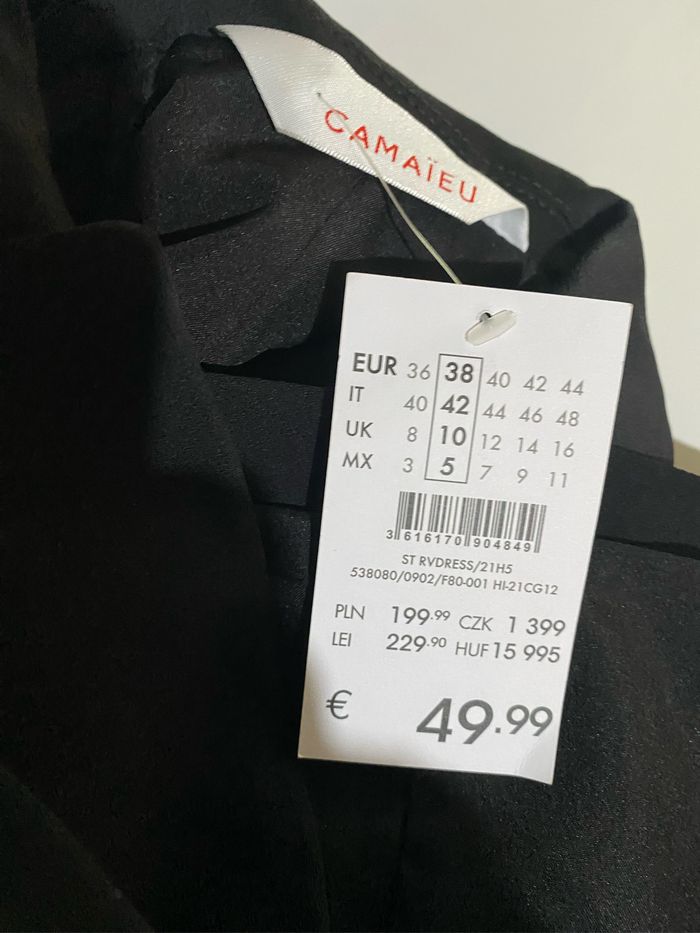 CAMAÏEU
EUR 36 38 40 42 44
IT 40 42 44 46 48
UK 8 10 12 14 16
MX 3 5 7 9 11
3 616170 904849
ST RVDRESS/21H5
538080/0902/F80-001 HI-21CG12
PLN 199.99 CZK 1 399
LEI 229.90 HUF 15 995
€ 49.99